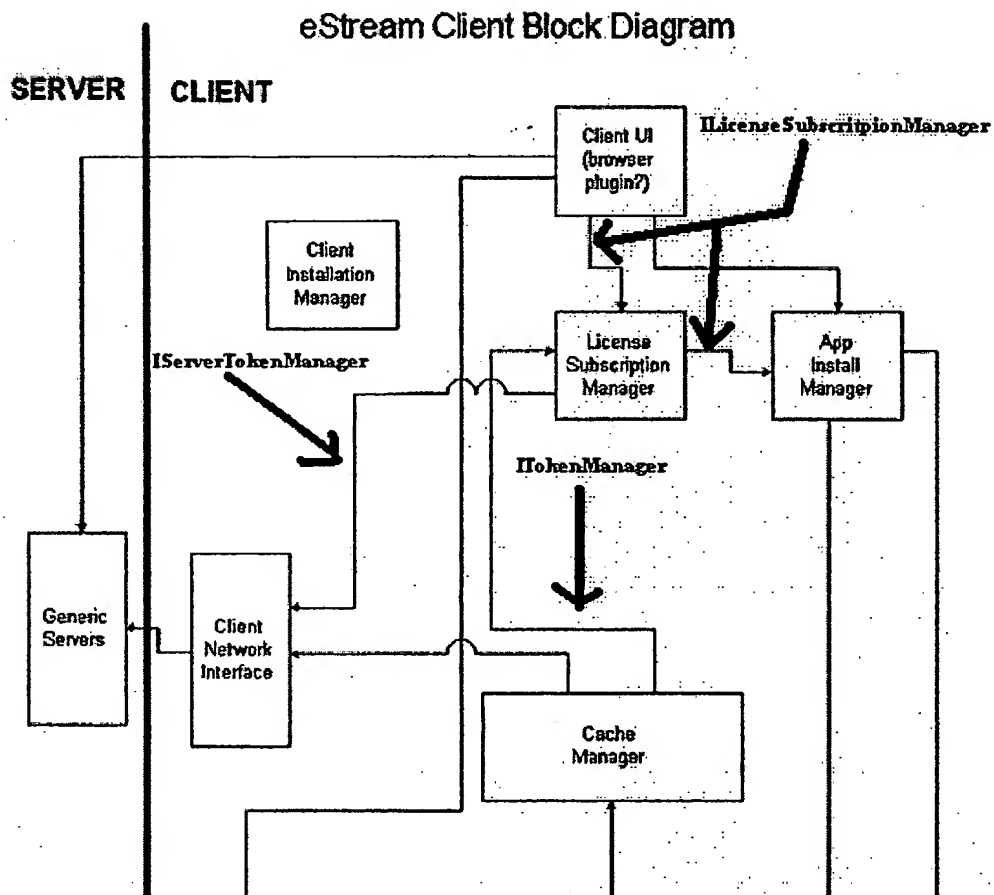 eStream Client Block Diagram
SERVER
CLIENT
ILicenseSubscritpionManager
Client UI
(browser
plugin?)
Client
Installation
Manager
IServerTokenManager
License
Subscription
Manager
App
Install
Manager
ITokenManager
Generic
Servers
Client
Network
Interface
Cache
Manager